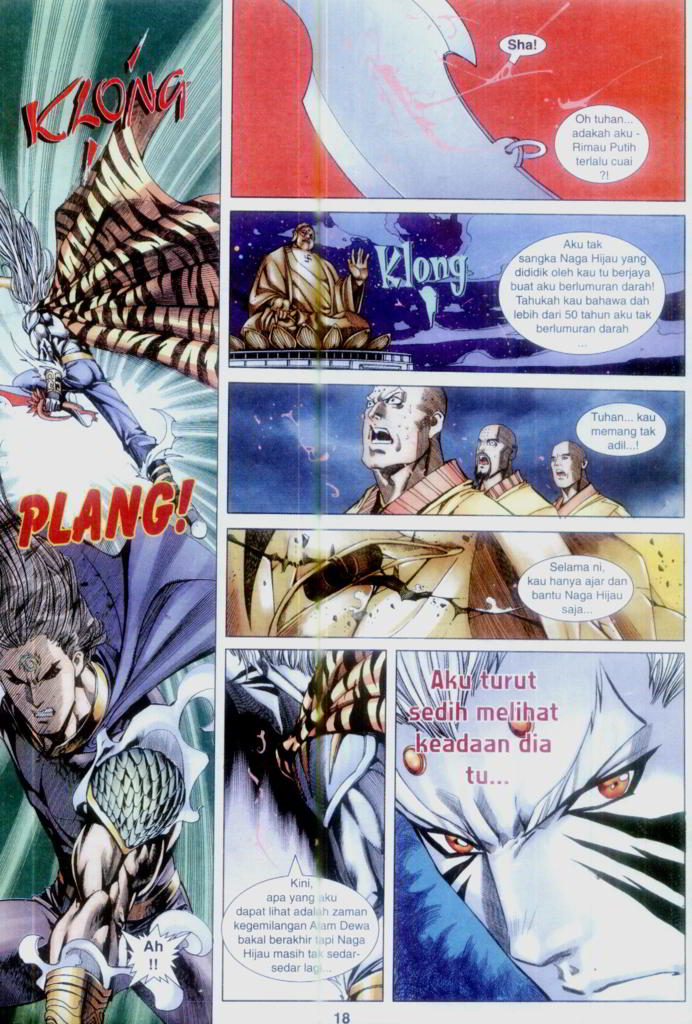 KLONG
!
PLANG!
Ah
!!
Sha!
Oh tuhan...
adakah aku -
Rimau Putih
terlalu cuai
?!
Aku tak
sangka Naga Hijau yang
dididik oleh kau tu berjaya
buat aku berlumuran darah!
Tahukah kau bahawa dah
lebih dari 50 tahun aku tak
berlumuran darah
...
Klong
!
Tuhan... kau
memang tak
adil...!
Selama ni,
kau hanya ajar dan
bantu Naga Hijau
saja...
Kini,
apa yang aku
dapat lihat adalah zaman
kegemilangan Alam Dewa
bakal berakhir tapi Naga
Hijau masih tak sedar-
sedar lagi...
Aku turut
sedih melihat
keadaan dia
tu...
18